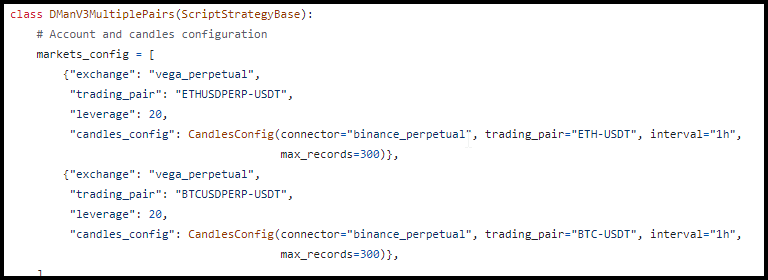 class DManV3MultiplePairs(ScriptStrategyBase):
    # Account and candles configuration
    markets_config = [
        {"exchange": "vega_perpetual",
         "trading_pair": "ETHUSDPERP-USDT",
         "leverage": 20,
         "candles_config": CandlesConfig(connector="binance_perpetual", trading_pair="ETH-USDT", interval="1h",
                                         max_records=300)},
        {"exchange": "vega_perpetual",
         "trading_pair": "BTCUSDPERP-USDT",
         "leverage": 20,
         "candles_config": CandlesConfig(connector="binance_perpetual", trading_pair="BTC-USDT", interval="1h",
                                         max_records=300)},
    ]